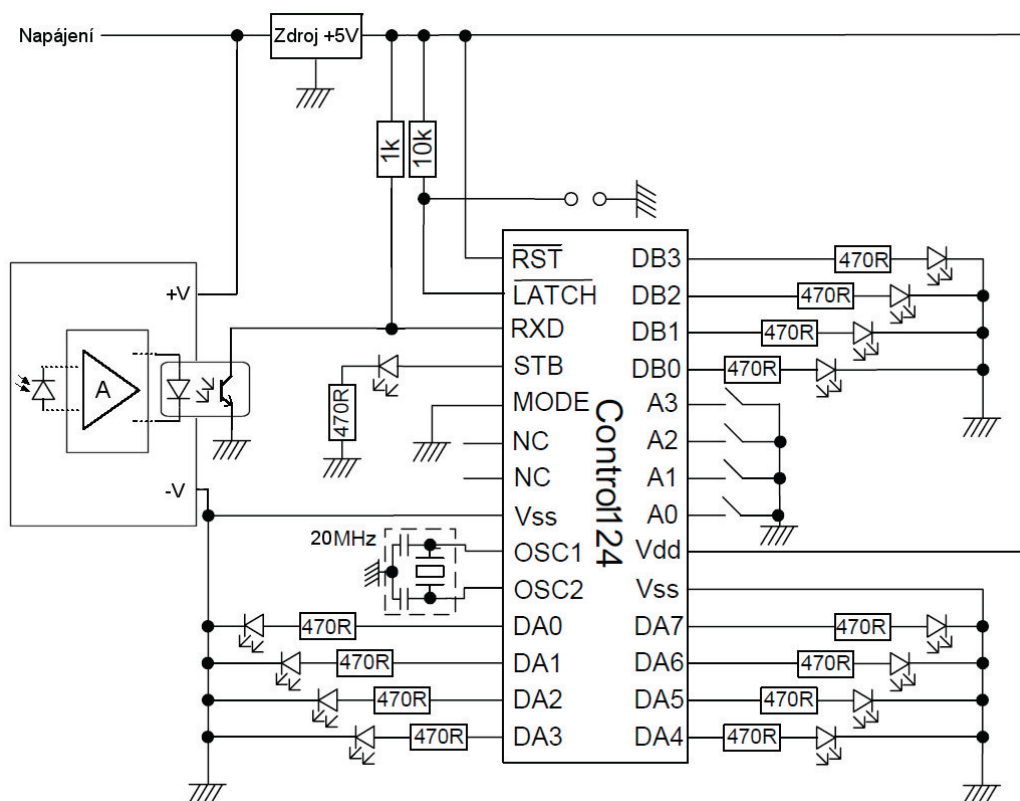 Napájení
Zdroj +5V
1k
10k
+V
A
-V
470R
20MHz
RST
LATCH
RXD
STB
MODE
NC
NC
Vss
OSC1
OSC2
DA0
DA1
DA2
DA3
Control124
DB3
DB2
DB1
DB0
A3
A2
A1
A0
Vdd
Vss
DA7
DA6
DA5
DA4
470R
470R
470R
470R
470R
470R
470R
470R
470R
470R
470R
470R